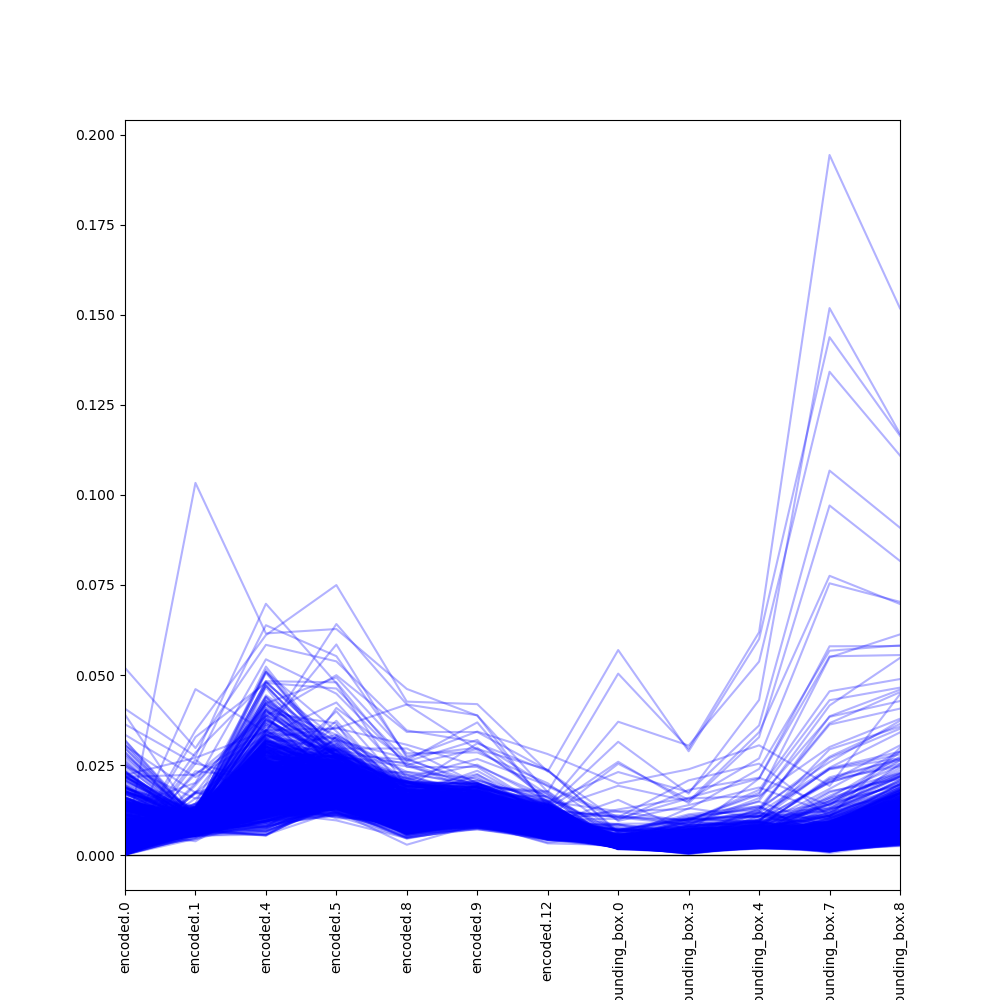 0.200
0.175
0.150
0.125
0.100
0.075
0.050
0.025
0.000
encoded.0
encoded.1
encoded.4
encoded.5
encoded.8
encoded.9
encoded.12
ounding_box.0
ounding_box.3
ounding_box.4
ounding_box.7
ounding_box.8